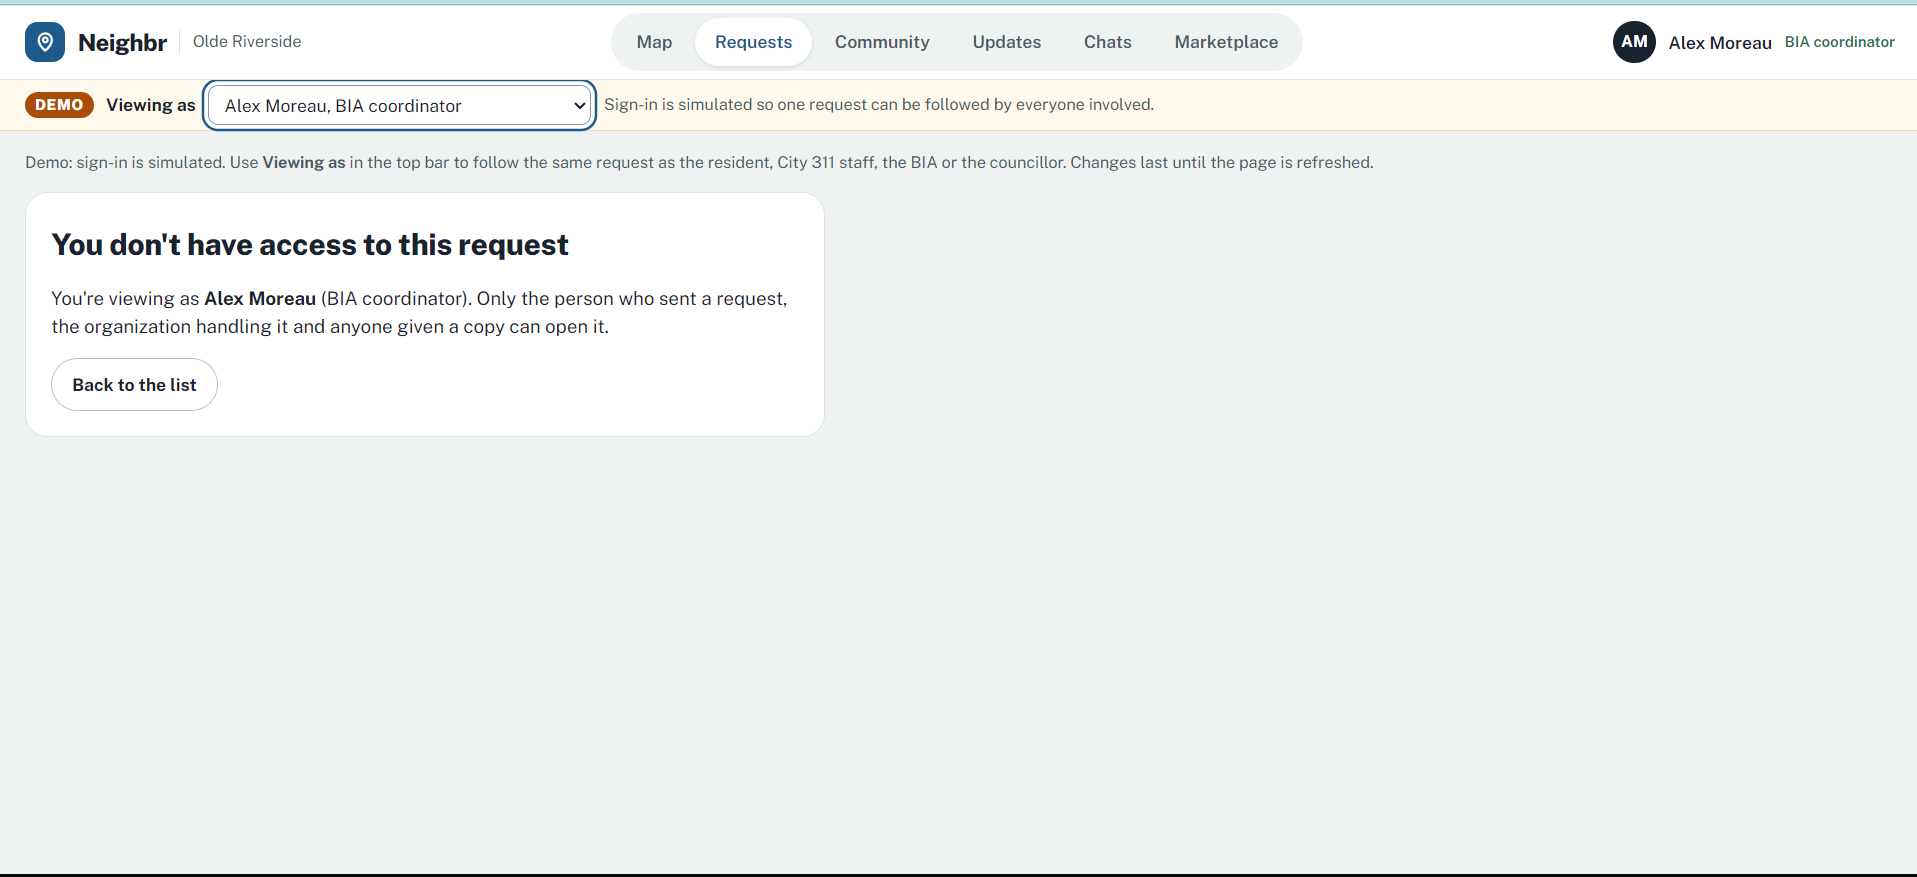 Neighbr
Olde Riverside
Map
Requests
Community
Updates
Chats
Marketplace
AM
Alex Moreau
BIA coordinator
DEMO
Viewing as
Alex Moreau, BIA coordinator
Sign-in is simulated so one request can be followed by everyone involved.
Demo: sign-in is simulated. Use Viewing as in the top bar to follow the same request as the resident, City 311 staff, the BIA or the councillor. Changes last until the page is refreshed.
You don't have access to this request
You're viewing as Alex Moreau (BIA coordinator). Only the person who sent a request,
the organization handling it and anyone given a copy can open it.
Back to the list